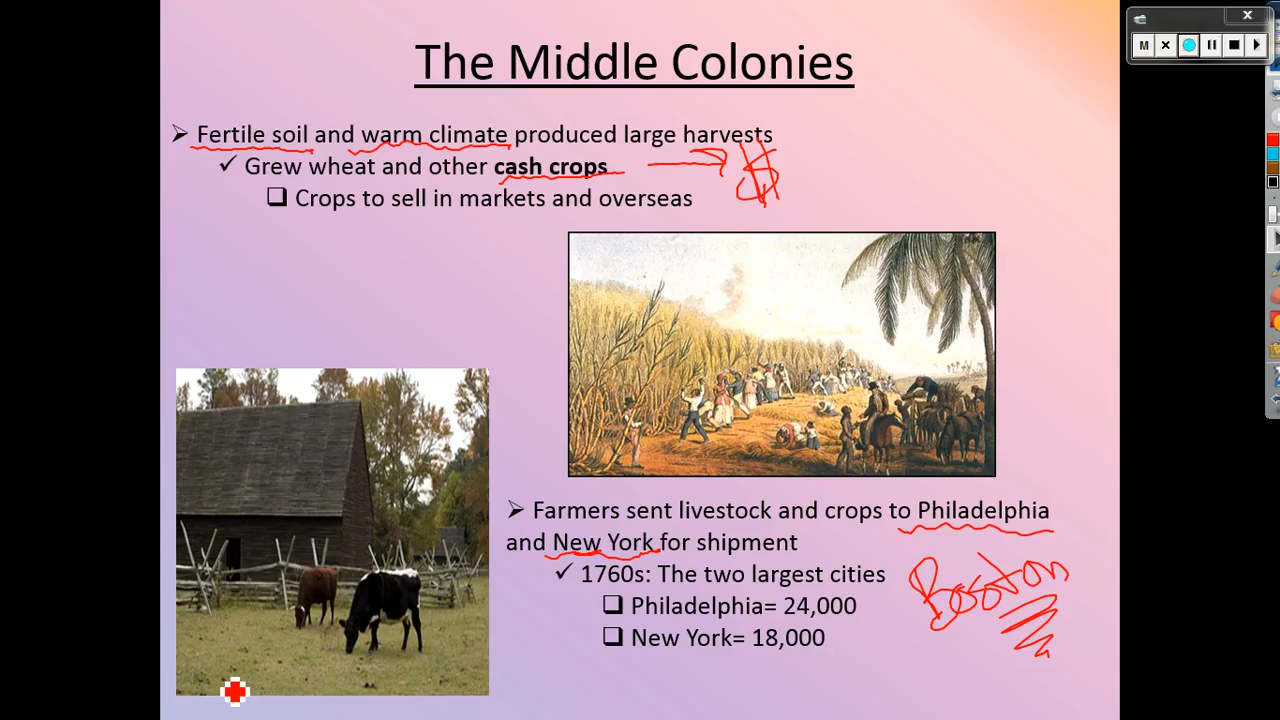 The Middle Colonies
➢ Fertile soil and warm climate produced large harvests
✓ Grew wheat and other cash crops → $
❑ Crops to sell in markets and overseas
➢ Farmers sent livestock and crops to Philadelphia
and New York for shipment
✓ 1760s: The two largest cities
Boston
❑ Philadelphia= 24,000
❑ New York= 18,000
M